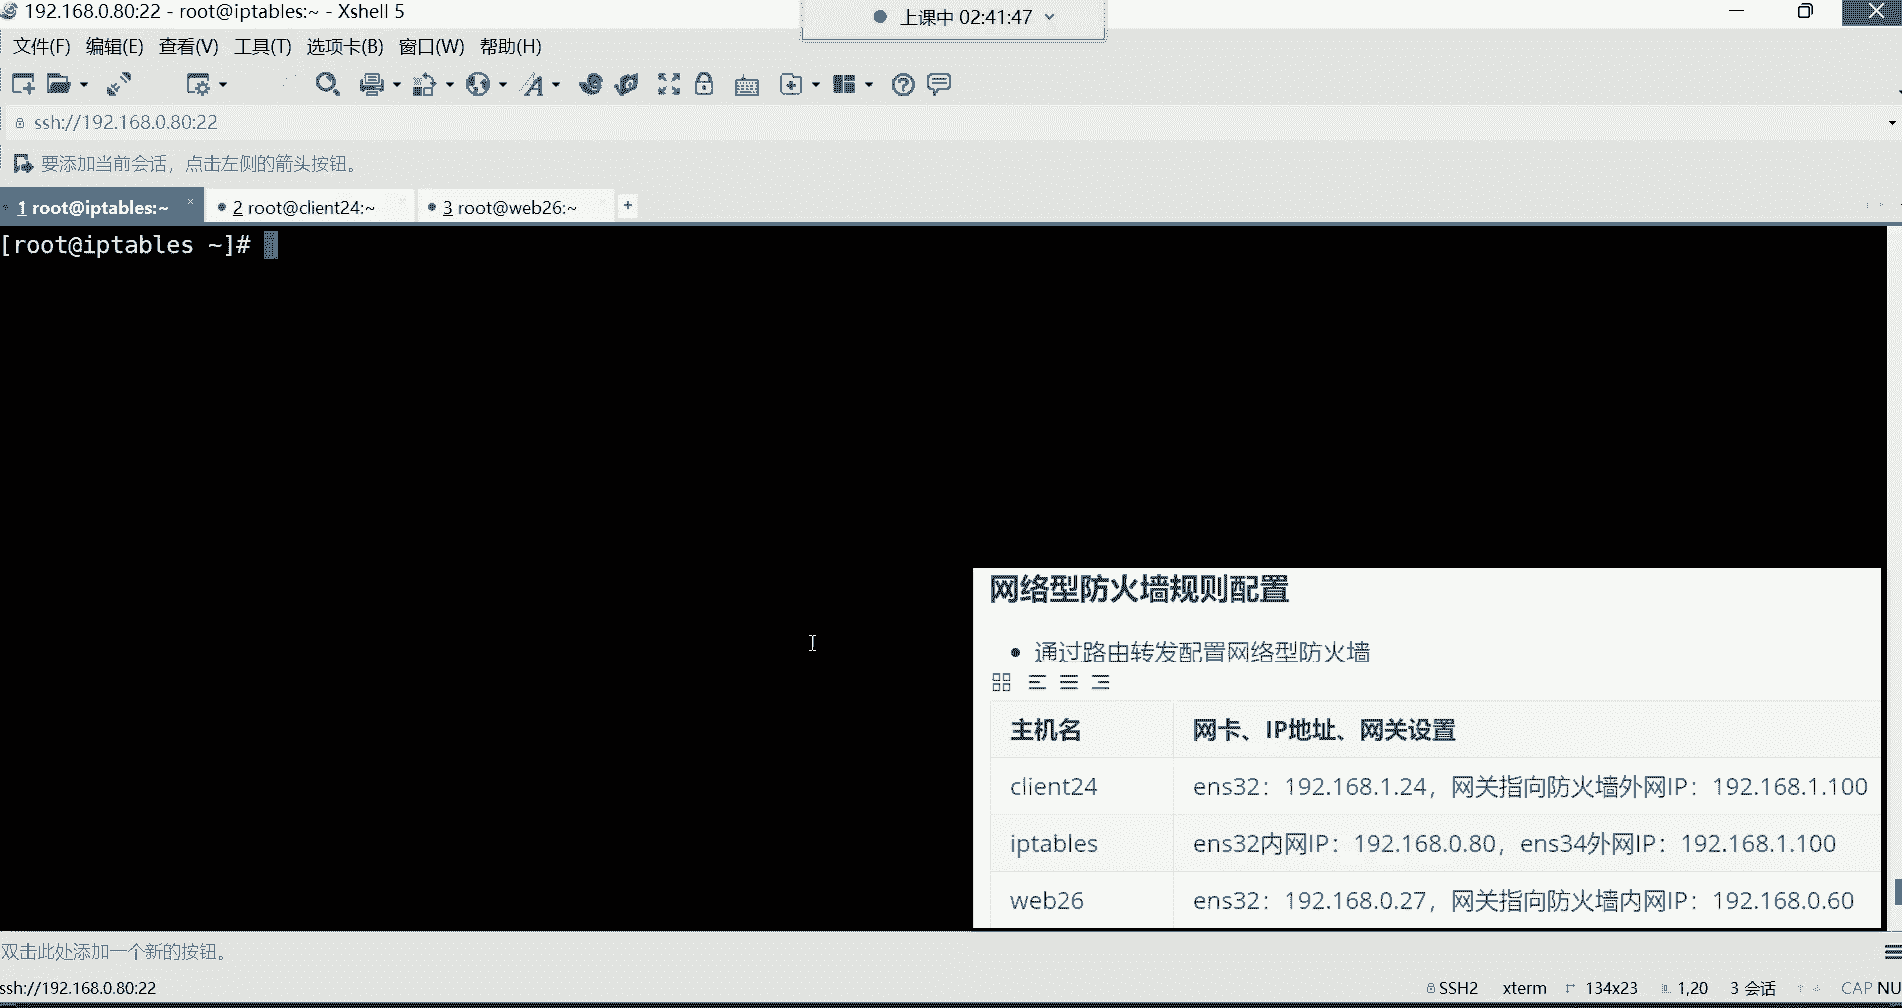 192.168.0.80:22 - root@iptables:~ - Xshell 5
上课中 02:41:47
文件(F) 编辑(E) 查看(V) 工具(T) 选项卡(B) 窗口(W) 帮助(H)
ssh://192.168.0.80:22
要添加当前会话，点击左侧的箭头按钮。
1 root@iptables:~ × 2 root@client24:~ 3 root@web26:~ +
[root@iptables ~]#
网络型防火墙规则配置
• 通过路由转发配置网络型防火墙
主机名 网卡、IP地址、网关设置
client24 ens32：192.168.1.24，网关指向防火墙外网IP：192.168.1.100
iptables ens32内网IP：192.168.0.80，ens34外网IP：192.168.1.100
web26 ens32：192.168.0.27，网关指向防火墙内网IP：192.168.0.60
双击此处添加一个新的按钮。
ssh://192.168.0.80:22 SSH2 xterm 134x23 1,20 3 会话 CAP NU